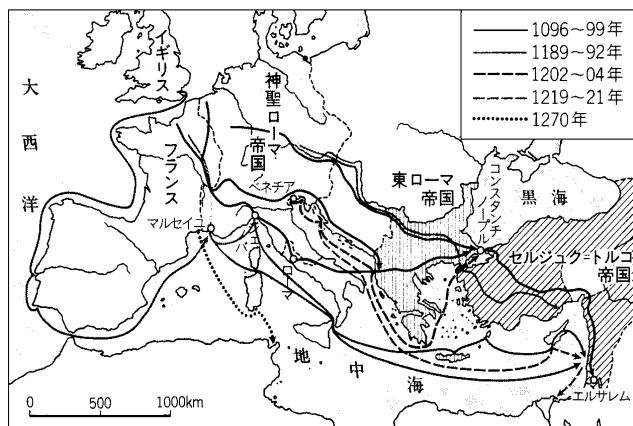 1096〜99年
1189〜92年
1202〜04年
1219〜21年
1270年
大西洋
イギリス
神聖ローマ
帝国
フランス
ベネチア
マルセイユ
ローマ
東ローマ
帝国
コンスタンチ
ノープル
黒海
セルジューク=トルコ
帝国
地中海
エルサレム
0 500 1000km